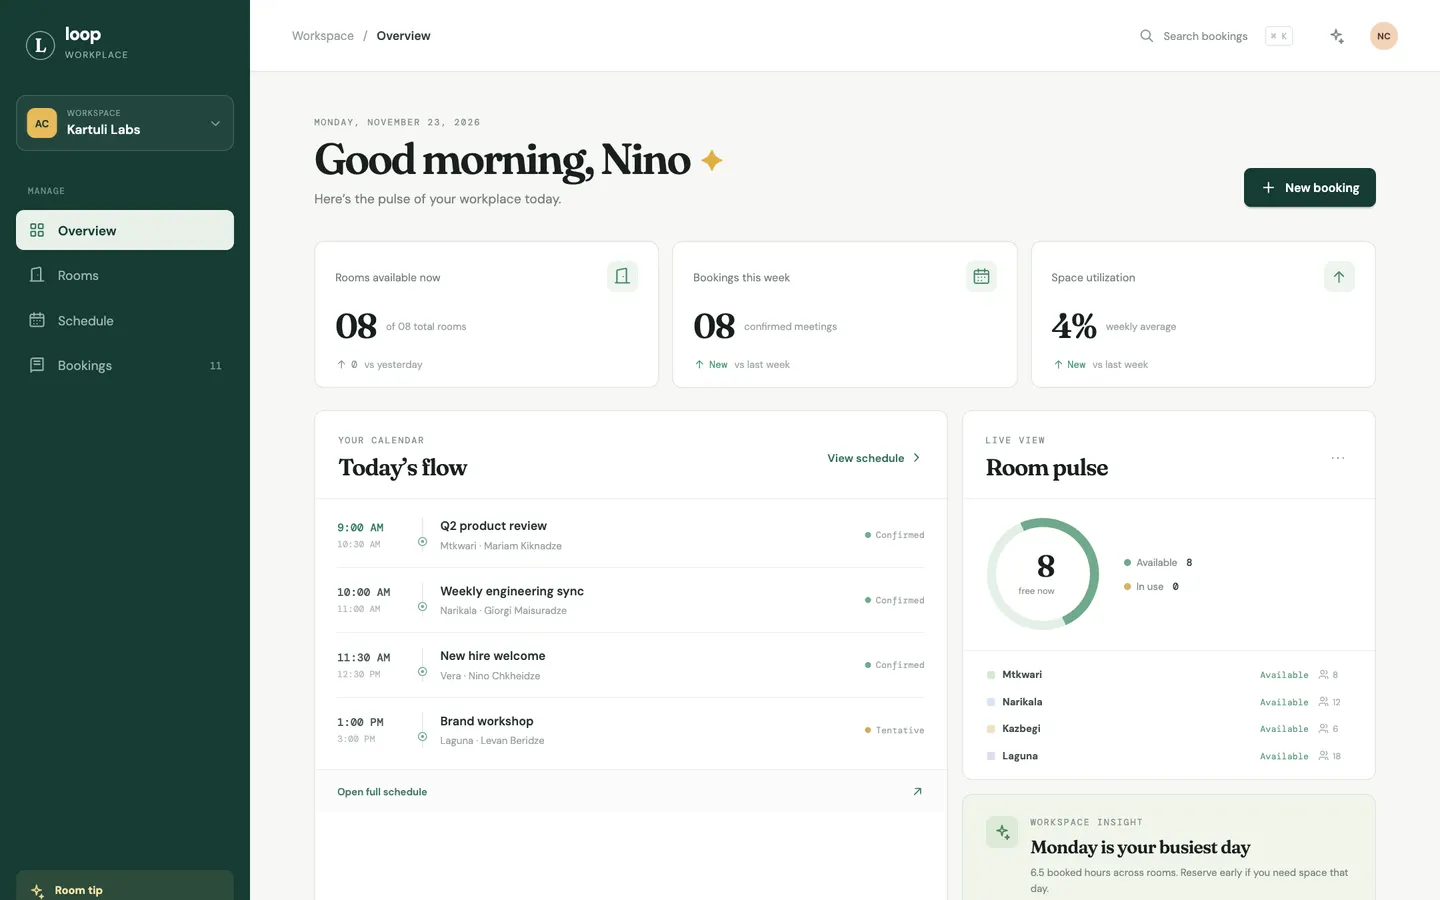 L loop
WORKPLACE
AC WORKSPACE
Kartuli Labs
MANAGE
Overview
Rooms
Schedule
Bookings 11
Room tip
Workspace / Overview
Search bookings ⌘ K
NC
MONDAY, NOVEMBER 23, 2026
Good morning, Nino
Here’s the pulse of your workplace today.
New booking
Rooms available now
08 of 08 total rooms
↑ 0 vs yesterday
Bookings this week
08 confirmed meetings
↑ New vs last week
Space utilization
4% weekly average
↑ New vs last week
YOUR CALENDAR
Today’s flow
View schedule
9:00 AM
10:30 AM
Q2 product review
Mtkwari · Mariam Kiknadze
Confirmed
10:00 AM
11:00 AM
Weekly engineering sync
Narikala · Giorgi Maisuradze
Confirmed
11:30 AM
12:30 PM
New hire welcome
Vera · Nino Chkheidze
Confirmed
1:00 PM
3:00 PM
Brand workshop
Laguna · Levan Beridze
Tentative
Open full schedule
LIVE VIEW
Room pulse
8
free now
Available 8
In use 0
Mtkwari Available 8
Narikala Available 12
Kazbegi Available 6
Laguna Available 18
WORKSPACE INSIGHT
Monday is your busiest day
6.5 booked hours across rooms. Reserve early if you need space that
day.